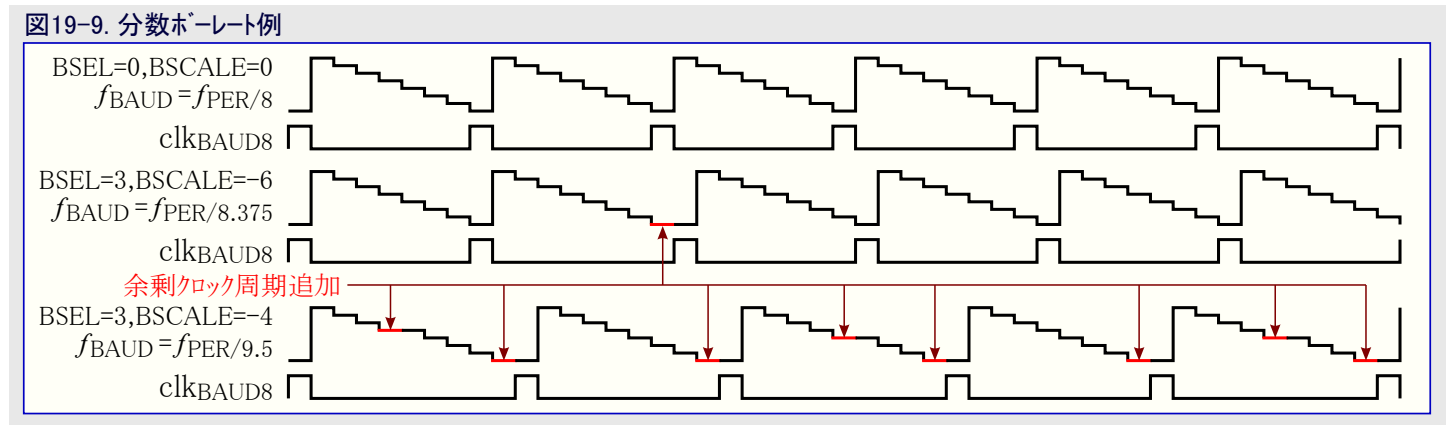 図19-9. 分数ﾎﾞｰﾚｰﾄ例
BSEL=0,BSCALE=0
fBAUD=fPER/8
clkBAUD8
BSEL=3,BSCALE=-6
fBAUD=fPER/8.375
clkBAUD8
余剰ｸﾛｯｸ周期追加
BSEL=3,BSCALE=-4
fBAUD=fPER/9.5
clkBAUD8